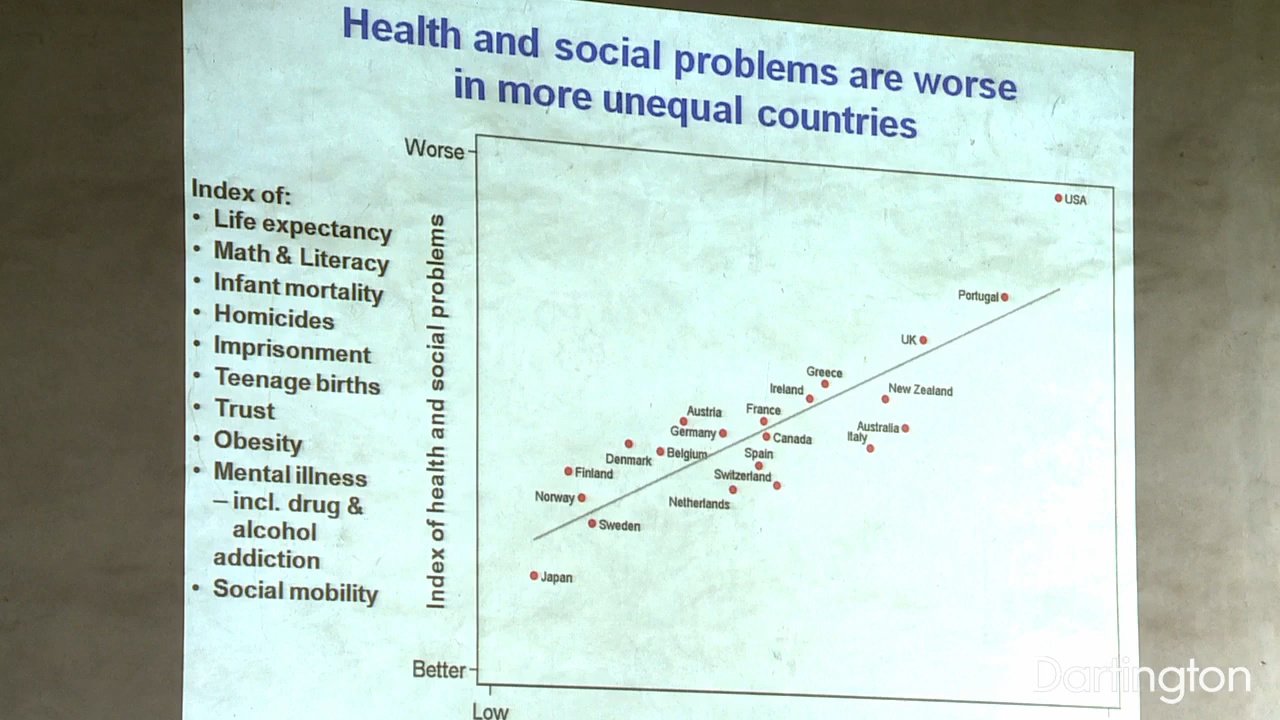 Health and social problems are worse
in more unequal countries
Index of:
• Life expectancy
• Math & Literacy
• Infant mortality
• Homicides
• Imprisonment
• Teenage births
• Trust
• Obesity
• Mental illness
– incl. drug &
alcohol
addiction
• Social mobility
Index of health and social problems
Worse
USA
Portugal
UK
Greece
Ireland
New Zealand
Austria
France
Australia
Germany
Canada
Italy
Denmark
Belgium
Spain
Finland
Switzerland
Norway
Netherlands
Sweden
Japan
Better
Low
Dartington